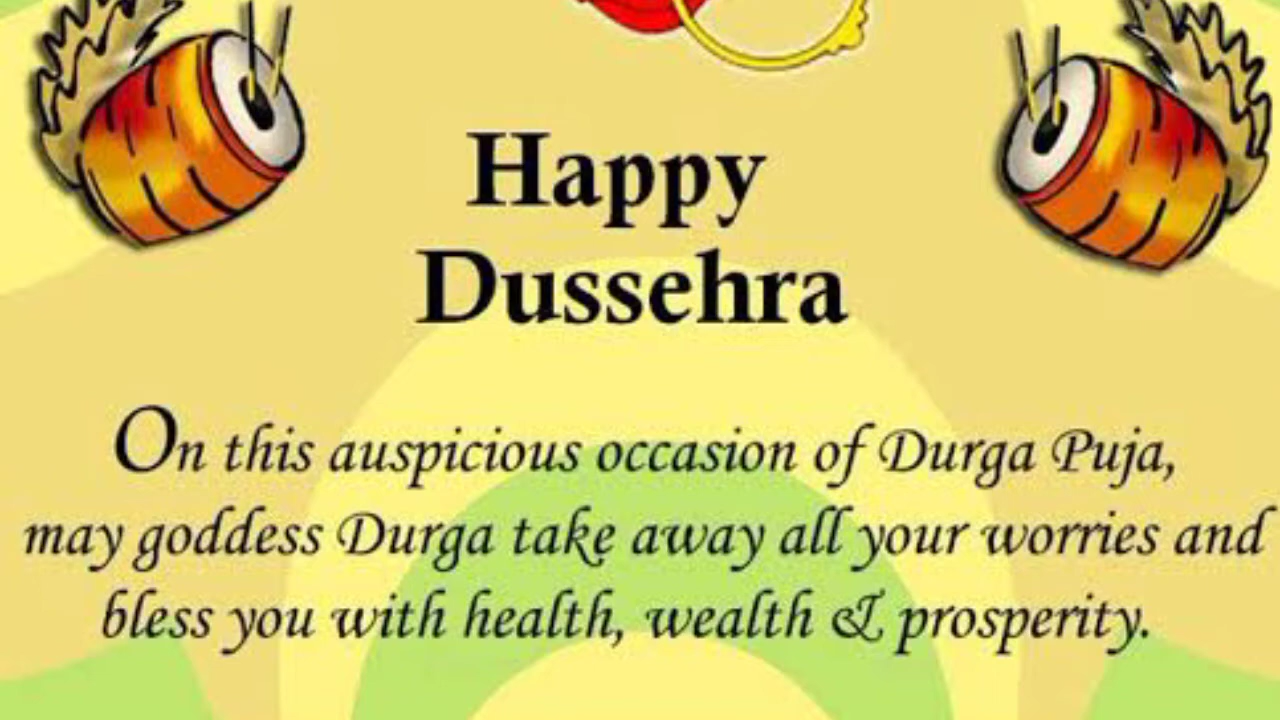 Happy
Dussehra
On this auspicious occasion of Durga Puja,
may goddess Durga take away all your worries and
bless you with health, wealth & prosperity.